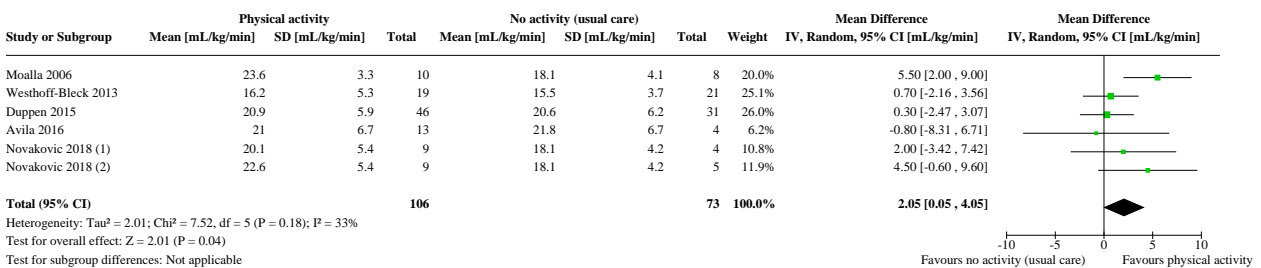 Physical activity No activity (usual care) Mean Difference Mean Difference
Study or Subgroup Mean [mL/kg/min] SD [mL/kg/min] Total Mean [mL/kg/min] SD [mL/kg/min] Total Weight IV, Random, 95% CI [mL/kg/min] IV, Random, 95% CI [mL/kg/min]
Moalla 2006 23.6 3.3 10 18.1 4.1 8 20.0% 5.50 [2.00 , 9.00]
Westhoff-Bleck 2013 16.2 5.3 19 15.5 3.7 21 25.1% 0.70 [-2.16 , 3.56]
Duppen 2015 20.9 5.9 46 20.6 6.2 31 26.0% 0.30 [-2.47 , 3.07]
Avila 2016 21 6.7 13 21.8 6.7 4 6.2% -0.80 [-8.31 , 6.71]
Novakovic 2018 (1) 20.1 5.4 9 18.1 4.2 4 10.8% 2.00 [-3.42 , 7.42]
Novakovic 2018 (2) 22.6 5.4 9 18.1 4.2 5 11.9% 4.50 [-0.60 , 9.60]
Total (95% CI) 106 73 100.0% 2.05 [0.05 , 4.05]
Heterogeneity: Tau² = 2.01; Chi² = 7.52, df = 5 (P = 0.18); I² = 33%
Test for overall effect: Z = 2.01 (P = 0.04)
Test for subgroup differences: Not applicable
-10 -5 0 5 10
Favours no activity (usual care) Favours physical activity